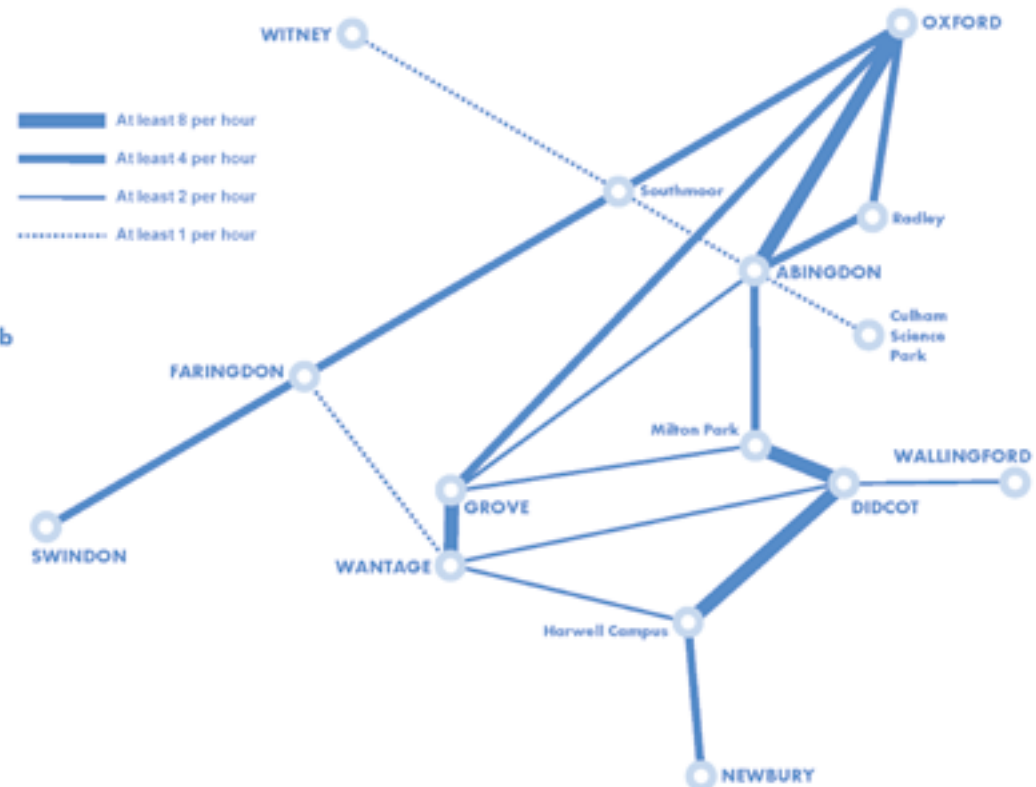 WITNEY
OXFORD
At least 8 per hour
At least 4 per hour
At least 2 per hour
At least 1 per hour
Southmoor
Radley
ABINGDON
Culham
Science
Park
b
FARINGDON
Milton Park
WALLINGFORD
GROVE
DIDCOT
SWINDON
WANTAGE
Harwell Campus
NEWBURY